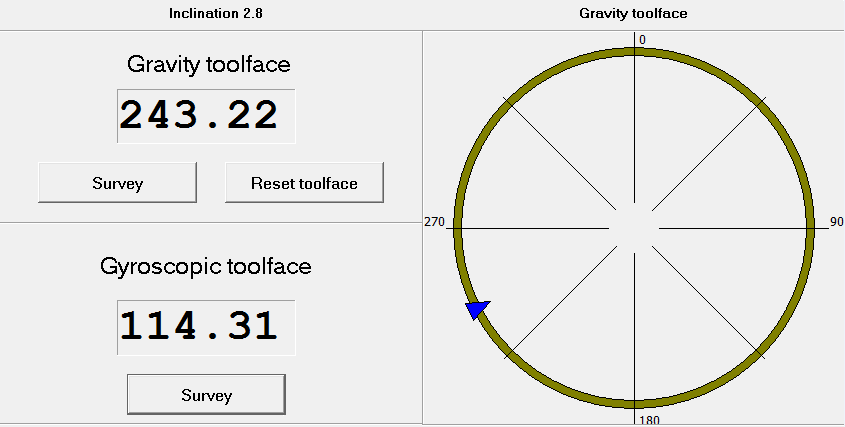 Inclination 2.8
Gravity toolface
Gravity toolface
243.22
Survey
Reset toolface
Gyroscopic toolface
114.31
Survey
0
270
90
180